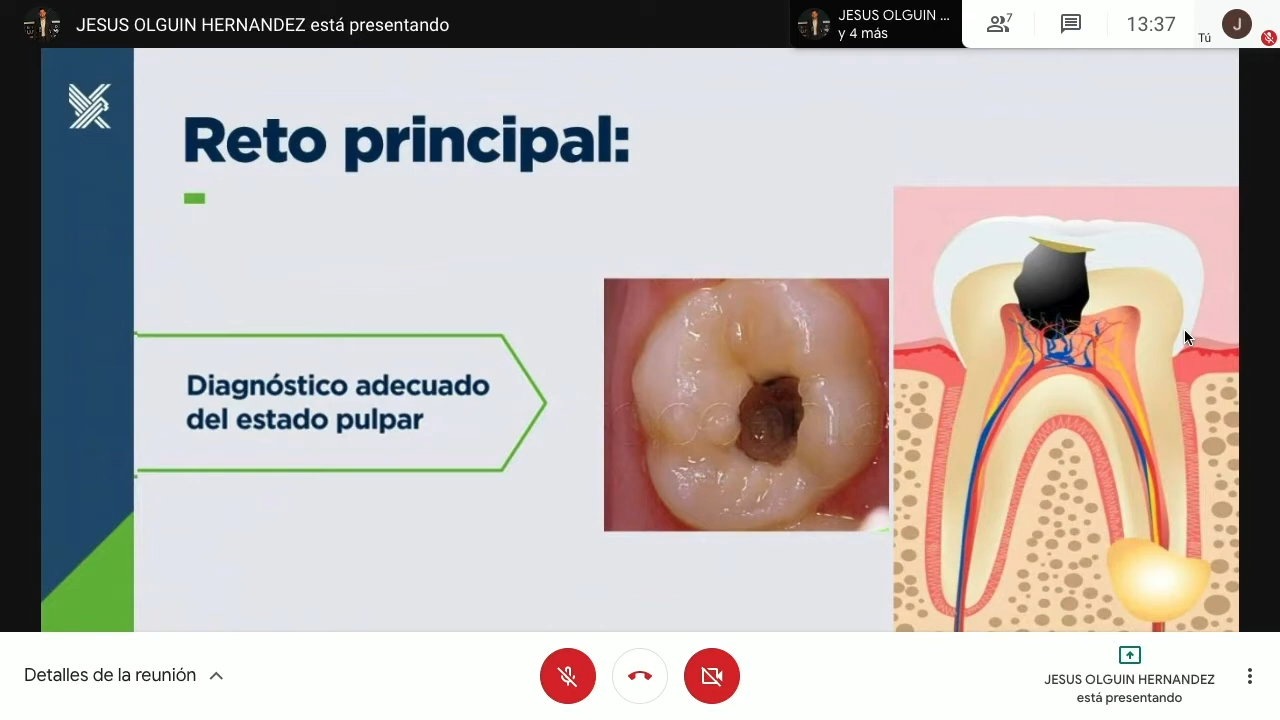 JESUS OLGUIN HERNANDEZ está presentando
JESUS OLGUIN ...
y 4 más
7
13:37
Tú
J
Reto principal:
Diagnóstico adecuado
del estado pulpar
Detalles de la reunión
JESUS OLGUIN HERNANDEZ
está presentando